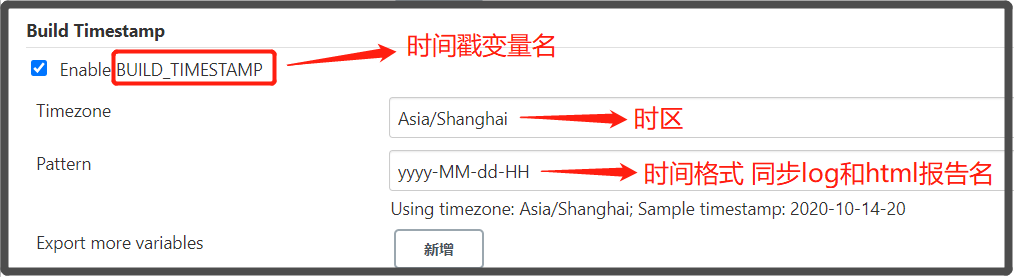 Build Timestamp
Enable BUILD_TIMESTAMP 时间戳变量名
Timezone Asia/Shanghai 时区
Pattern yyyy-MM-dd-HH 时间格式 同步log和html报告名
Using timezone: Asia/Shanghai; Sample timestamp: 2020-10-14-20
Export more variables 新增